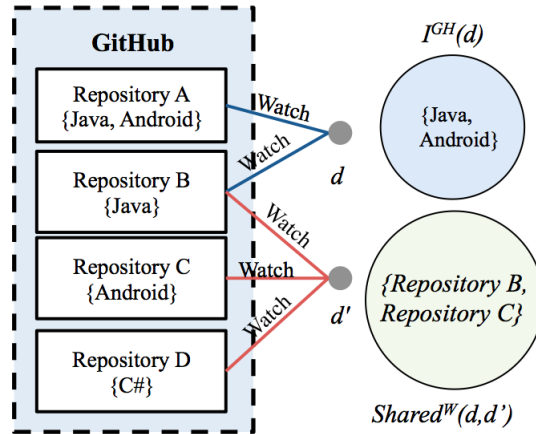 GitHub
Repository A
{Java, Android}
Repository B
{Java}
Repository C
{Android}
Repository D
{C#}
Watch
Watch
Watch
Watch
Watch
d
d'
I^GH(d)
{Java,
Android}
{Repository B,
Repository C}
Shared^W(d,d’)